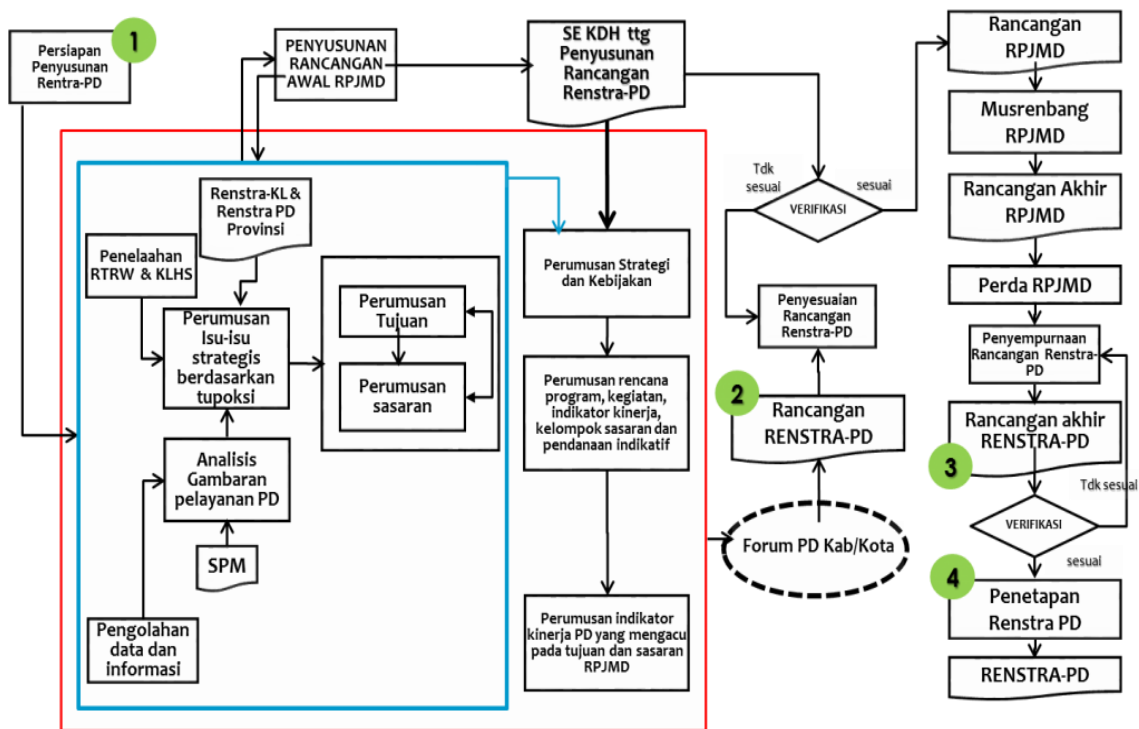 1
Persiapan
Penyusunan
Rentra-PD
PENYUSUNAN
RANCANGAN
AWAL RPJMD
SE KDH ttg
Penyusunan
Rancangan
Renstra-PD
Renstra-KL &
Renstra PD
Provinsi
Penelaahan
RTRW & KLHS
Perumusan
Isu-isu
strategis
berdasarkan
tupoksi
Perumusan
Tujuan
Perumusan
sasaran
Analisis
Gambaran
pelayanan PD
SPM
Pengolahan
data dan
informasi
Perumusan Strategi
dan Kebijakan
Perumusan rencana
program, kegiatan,
indikator kinerja,
kelompok sasaran dan
pendanaan indikatif
Perumusan indikator
kinerja PD yang mengacu
pada tujuan dan sasaran
RPJMD
Forum PD Kab/Kota
2
Rancangan
RENSTRA-PD
Penyesuaian
Rancangan
Renstra-PD
Tdk
sesuai
VERIFIKASI
sesuai
Rancangan
RPJMD
Musrenbang
RPJMD
Rancangan Akhir
RPJMD
Perda RPJMD
Penyempurnaan
Rancangan Renstra-
PD
Rancangan akhir
RENSTRA-PD
3
Tdk sesuai
VERIFIKASI
sesuai
4
Penetapan
Renstra PD
RENSTRA-PD